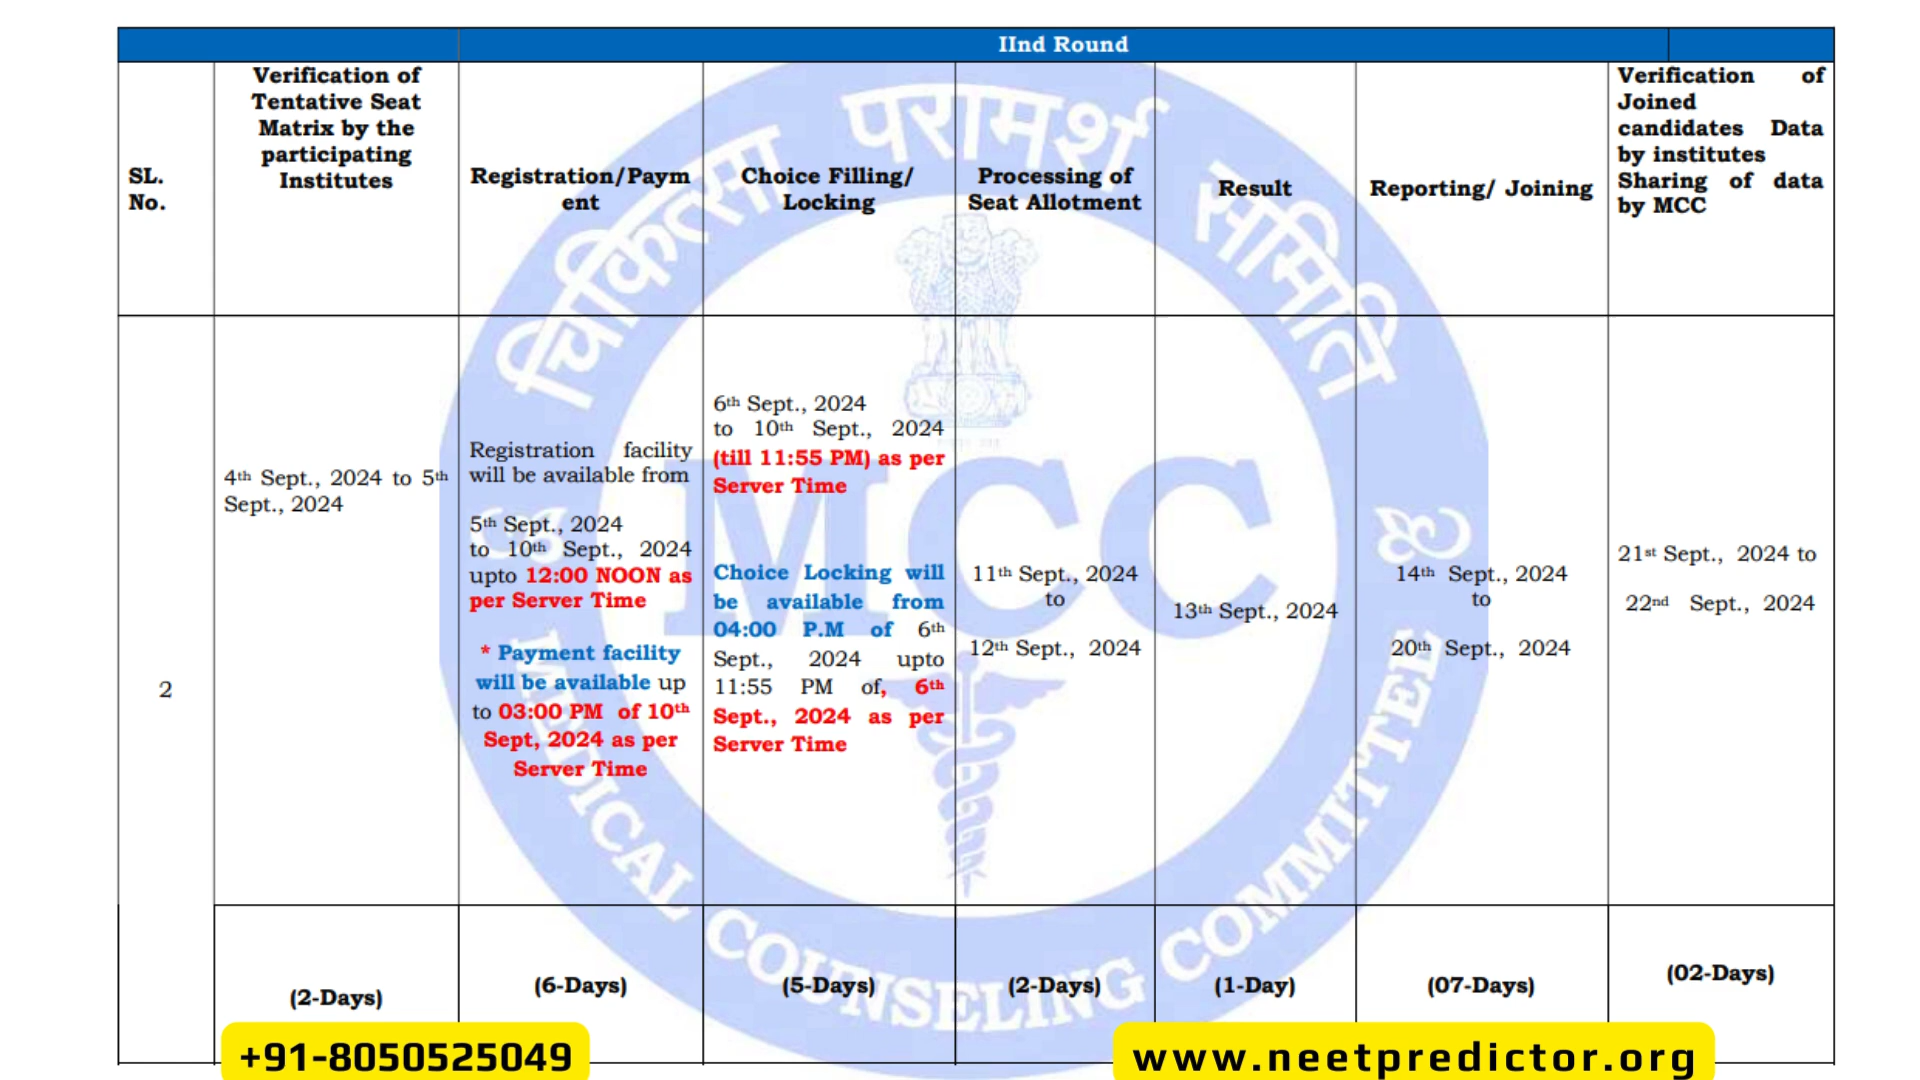 IInd Round
SL.
No.
Verification of
Tentative Seat
Matrix by the
participating
Institutes
Registration/Paym
ent
Choice Filling/
Locking
Processing of
Seat Allotment
Result
Reporting/ Joining
Verification of
Joined
candidates Data
by institutes
Sharing of data
by MCC
2
4th Sept., 2024 to 5th
Sept., 2024
Registration facility
will be available from
5th Sept., 2024
to 10th Sept., 2024
upto 12:00 NOON as
per Server Time
* Payment facility
will be available up
to 03:00 PM of 10th
Sept, 2024 as per
Server Time
6th Sept., 2024
to 10th Sept., 2024
(till 11:55 PM) as per
Server Time
Choice Locking will
be available from
04:00 P.M of 6th
Sept., 2024 upto
11:55 PM of, 6th
Sept., 2024 as per
Server Time
11th Sept., 2024
to
12th Sept., 2024
13th Sept., 2024
14th Sept., 2024
to
20th Sept., 2024
21st Sept., 2024 to
22nd Sept., 2024
(2-Days)
(6-Days)
(5-Days)
(2-Days)
(1-Day)
(07-Days)
(02-Days)
चिकित्सा परामर्श समिति
MCC
MEDICAL COUNSELING COMMITTEE
+91-8050525049
www.neetpredictor.org